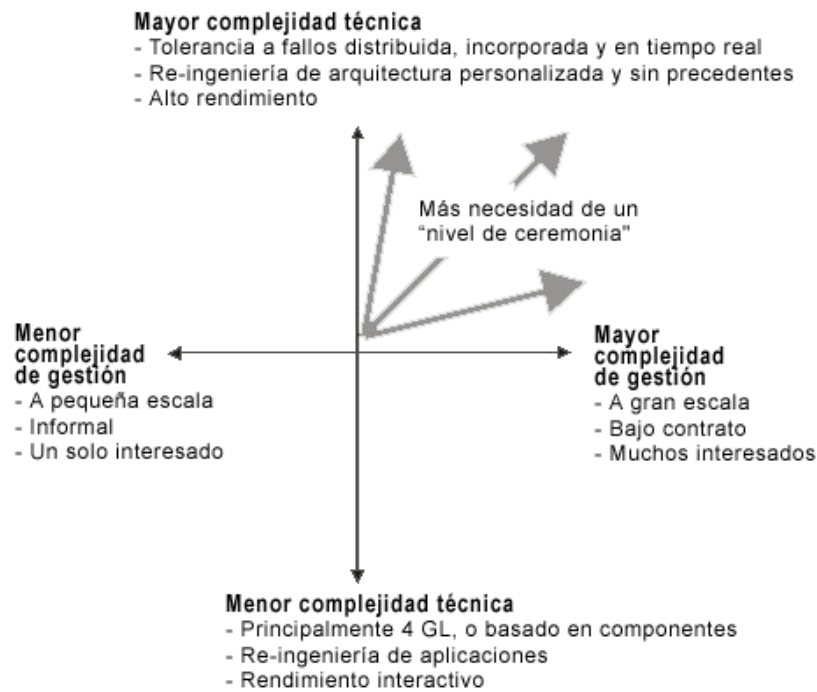 Mayor complejidad técnica
- Tolerancia a fallos distribuida, incorporada y en tiempo real
- Re-ingeniería de arquitectura personalizada y sin precedentes
- Alto rendimiento
Más necesidad de un
“nivel de ceremonia"
Menor
complejidad
de gestión
- A pequeña escala
- Informal
- Un solo interesado
Mayor
complejidad
de gestión
- A gran escala
- Bajo contrato
- Muchos interesados
Menor complejidad técnica
- Principalmente 4 GL, o basado en componentes
- Re-ingeniería de aplicaciones
- Rendimiento interactivo